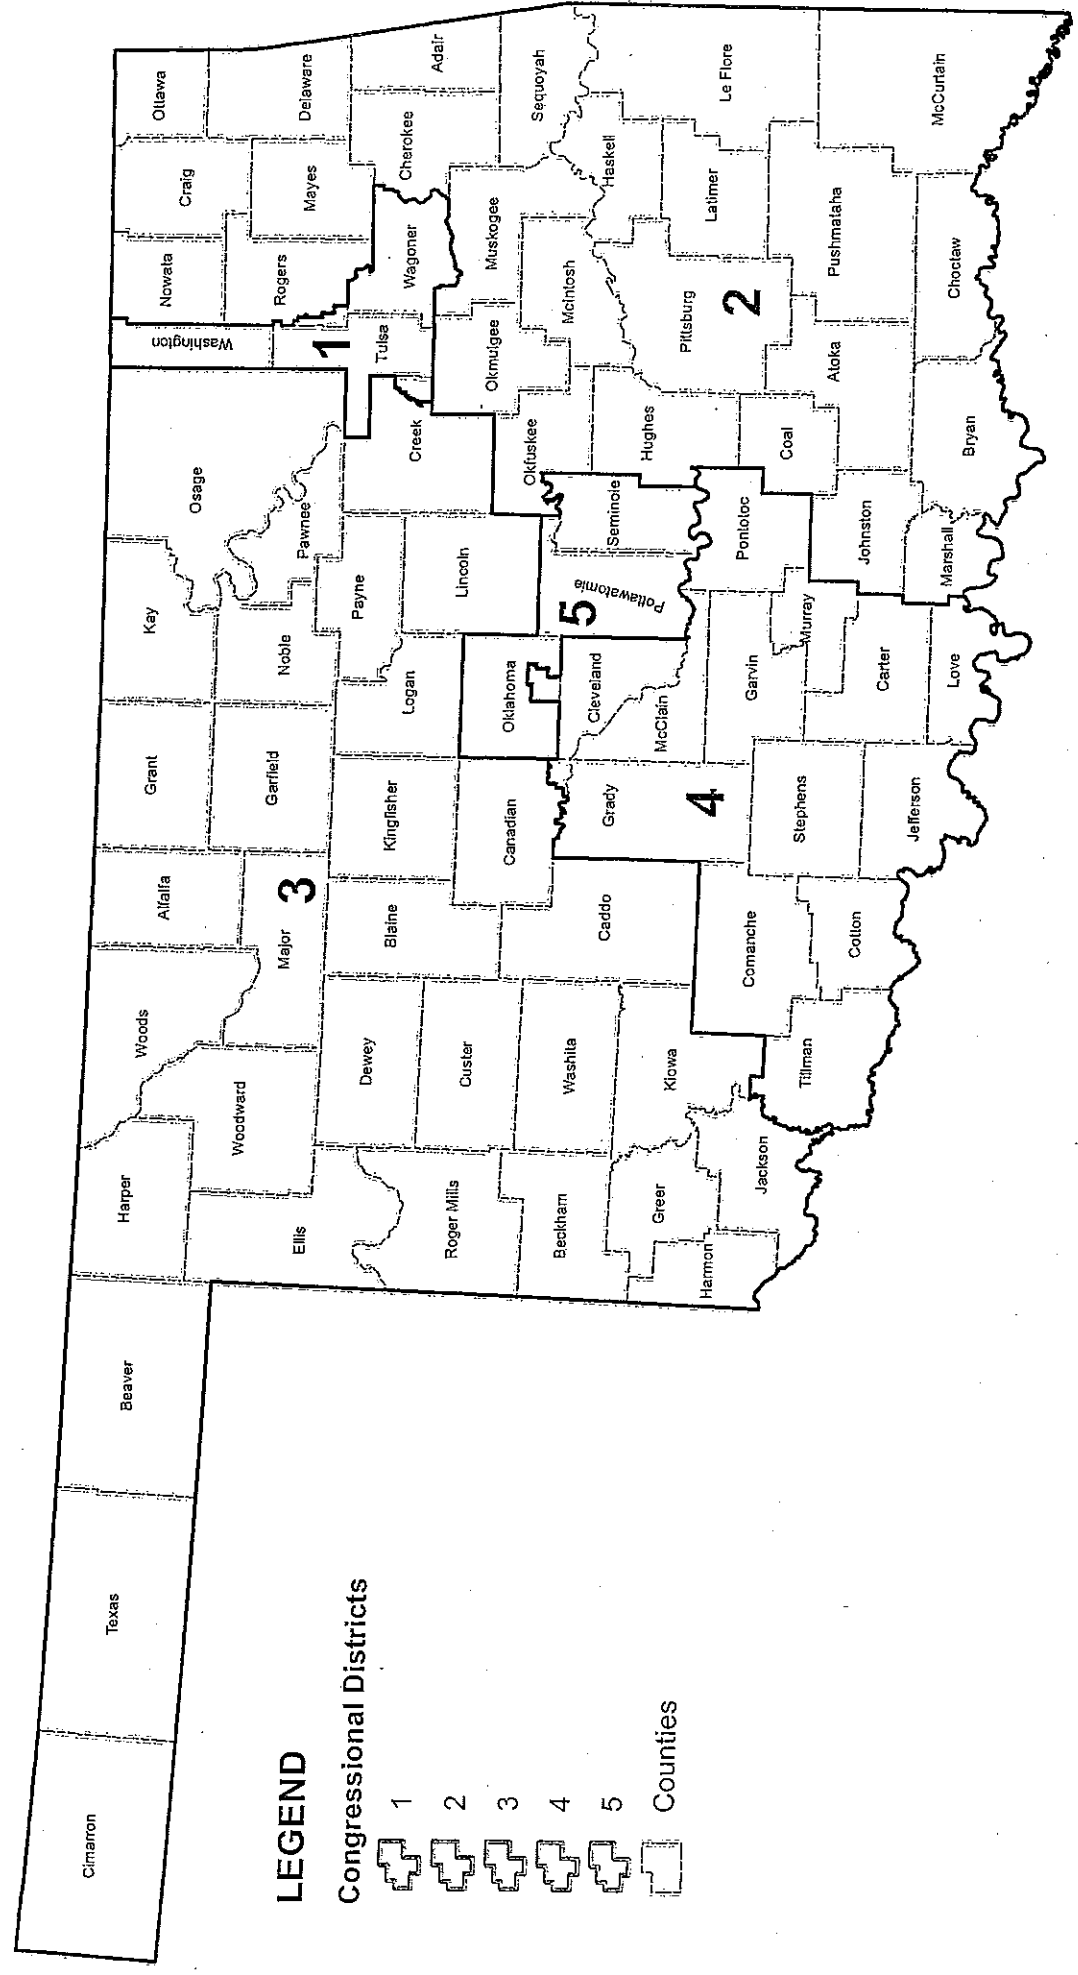 Cimarron
Texas
Beaver
Harper
Woods
Alfalfa
Grant
Kay
Osage
Washington
Nowata
Craig
Ottawa
Ellis
Woodward
Major
3
Garfield
Noble
Pawnee
1
Rogers
Mayes
Delaware
Roger Mills
Dewey
Custer
Blaine
Kingfisher
Logan
Payne
Lincoln
Creek
Tulsa
Wagoner
Cherokee
Adair
Beckham
Washita
Caddo
Canadian
Oklahoma
5
Pottawatomie
Seminole
Okfuskee
Okmulgee
Muskogee
McIntosh
Sequoyah
Haskell
Harmon
Greer
Kiowa
Jackson
Tillman
Comanche
Cotton
Grady
4
Cleveland
McClain
Garvin
Stephens
Jefferson
Murray
Carter
Love
Pontotoc
Johnston
Marshall
Hughes
Coal
Pittsburg
2
Latimer
Le Flore
Atoka
Pushmataha
Bryan
Choctaw
McCurtain
LEGEND
Congressional Districts
1
2
3
4
5
Counties